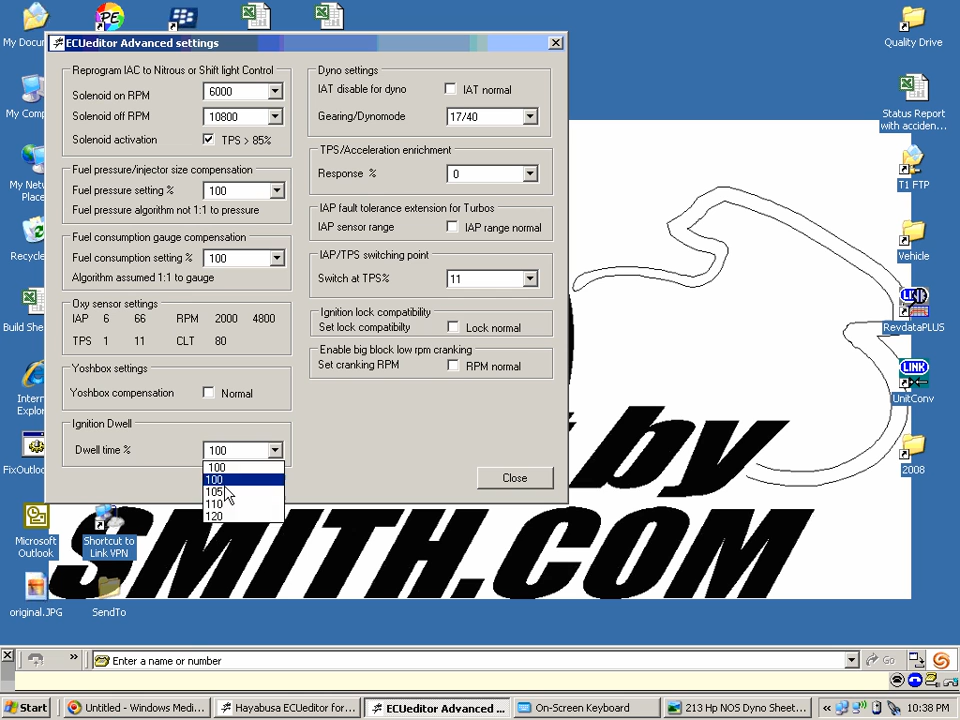 My Docu
PE
Quality Drive
ECUeditor Advanced settings
Reprogram IAC to Nitrous or Shift light Control
Solenoid on RPM 6000
Solenoid off RPM 10800
Solenoid activation TPS > 85%
Fuel pressure/injector size compensation
Fuel pressure setting % 100
Fuel pressure algorithm not 1:1 to pressure
Fuel consumption gauge compensation
Fuel consumption setting % 100
Algorithm assumed 1:1 to gauge
Oxy sensor settings
IAP 6 66 RPM 2000 4800
TPS 1 11 CLT 80
Yoshbox settings
Yoshbox compensation Normal
Ignition Dwell
Dwell time % 100
100
100
105
110
120
Dyno settings
IAT disable for dyno IAT normal
Gearing/Dynomode 17/40
TPS/Acceleration enrichment
Response % 0
IAP fault tolerance extension for Turbos
IAP sensor range IAP range normal
IAP/TPS switching point
Switch at TPS% 11
Ignition lock compatibility
Set lock compatibilty Lock normal
Enable big block low rpm cranking
Set cranking RPM RPM normal
Close
My Comp
My Netw
Place
Recycle
Build She
Intern
Explor
FixOutloo
Microsoft
Outlook
Shortcut to
Link VPN
original.JPG
SendTo
Status Report
with acciden...
T1 FTP
Vehicle
LINK
RevdataPLUS
LINK
UnitConv
2008
by
SMITH.COM
» Enter a name or number Go
Start
Untitled - Windows Medi...
Hayabusa ECUeditor for...
ECUeditor Advanced ...
On-Screen Keyboard
213 Hp NOS Dyno Sheet...
« 10:38 PM